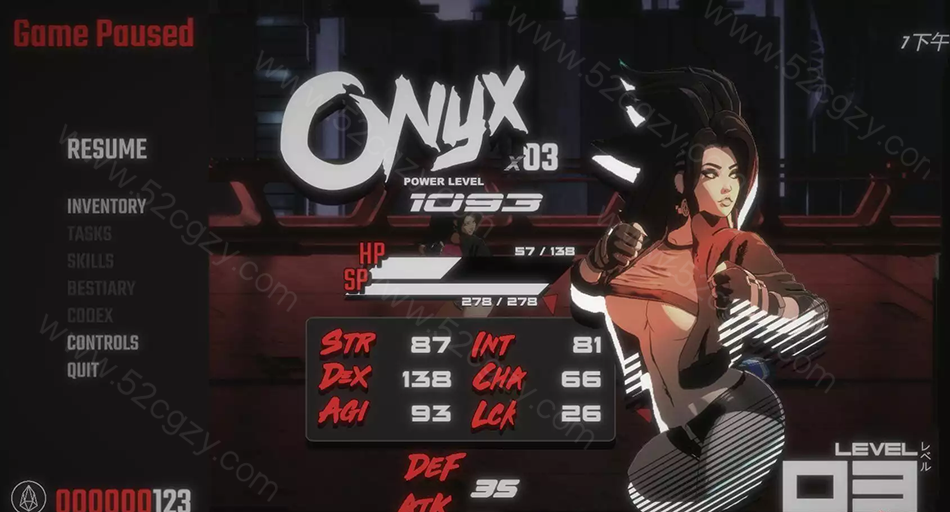 Game Paused
7下午
ONYX
x03
POWER LEVEL
1093
RESUME
INVENTORY
TASKS
SKILLS
BESTIARY
CODEX
CONTROLS
QUIT
HP
57 / 138
SP
278 / 278
STR 87 INT 81
DEX 138 CHA 66
AGI 93 LCK 26
DEF 35
ATK
LEVEL
レベル
03
000000123
www.52cgzy.com